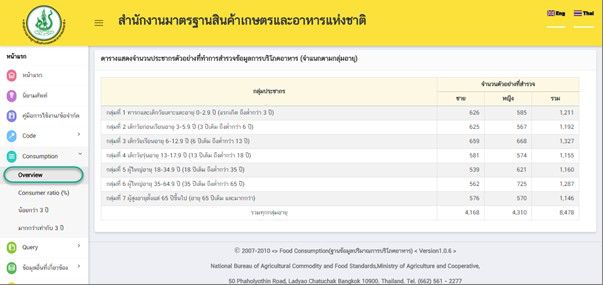 สำนักงานมาตรฐานสินค้าเกษตรและอาหารแห่งชาติ
Eng Thai
หน้าแรก
หน้าแรก
นิยามศัพท์
คู่มือการใช้งาน/ข้อจำกัด
Code
Consumption
Overview
Consumer ratio (%)
น้อยกว่า 3 ปี
มากกว่าเท่ากับ 3 ปี
Query
ข้อมูลอื่นที่เกี่ยวข้อง
ตารางแสดงจำนวนประชากรตัวอย่างที่ทำการสำรวจข้อมูลการบริโภคอาหาร (จำแนกตามกลุ่มอายุ)
กลุ่มประชากร จำนวนตัวอย่างที่สำรวจ
ชาย หญิง รวม
กลุ่มที่ 1 ทารกและเด็กวัยเตาะแตะอายุ 0-2.9 ปี (แรกเกิด ถึงต่ำกว่า 3 ปี) 626 585 1,211
กลุ่มที่ 2 เด็กวัยก่อนเรียนอายุ 3-5.9 ปี (3 ปีเต็ม ถึงต่ำกว่า 6 ปี) 625 567 1,192
กลุ่มที่ 3 เด็กวัยเรียนอายุ 6-12.9 ปี (6 ปีเต็ม ถึงต่ำกว่า 13 ปี) 659 668 1,327
กลุ่มที่ 4 เด็กวัยรุ่นอายุ 13-17.9 ปี (13 ปีเต็ม ถึงต่ำกว่า 18 ปี) 581 574 1,155
กลุ่มที่ 5 ผู้ใหญ่อายุ 18-34.9 ปี (18 ปีเต็ม ถึงต่ำกว่า 35 ปี) 539 621 1,160
กลุ่มที่ 6 ผู้ใหญ่อายุ 35-64.9 ปี (35 ปีเต็ม ถึงต่ำกว่า 65 ปี) 562 725 1,287
กลุ่มที่ 7 ผู้สูงอายุตั้งแต่ 65 ปีขึ้นไป (อายุ 65 ปีเต็ม และมากกว่า) 576 570 1,146
รวมทุกกลุ่มอายุ 4,168 4,310 8,478
© 2007-2010 <> Food Consumption(ฐานข้อมูลปริมาณการบริโภคอาหาร) < Version1.0.6 >
National Bureau of Agricultural Commodity and Food Standards,Ministry of Agriculture and Cooperative,
50 Phaholyothin Road, Ladyao Chatuchak Bangkok 10900, Thailand. Tel. (662) 561 - 2277